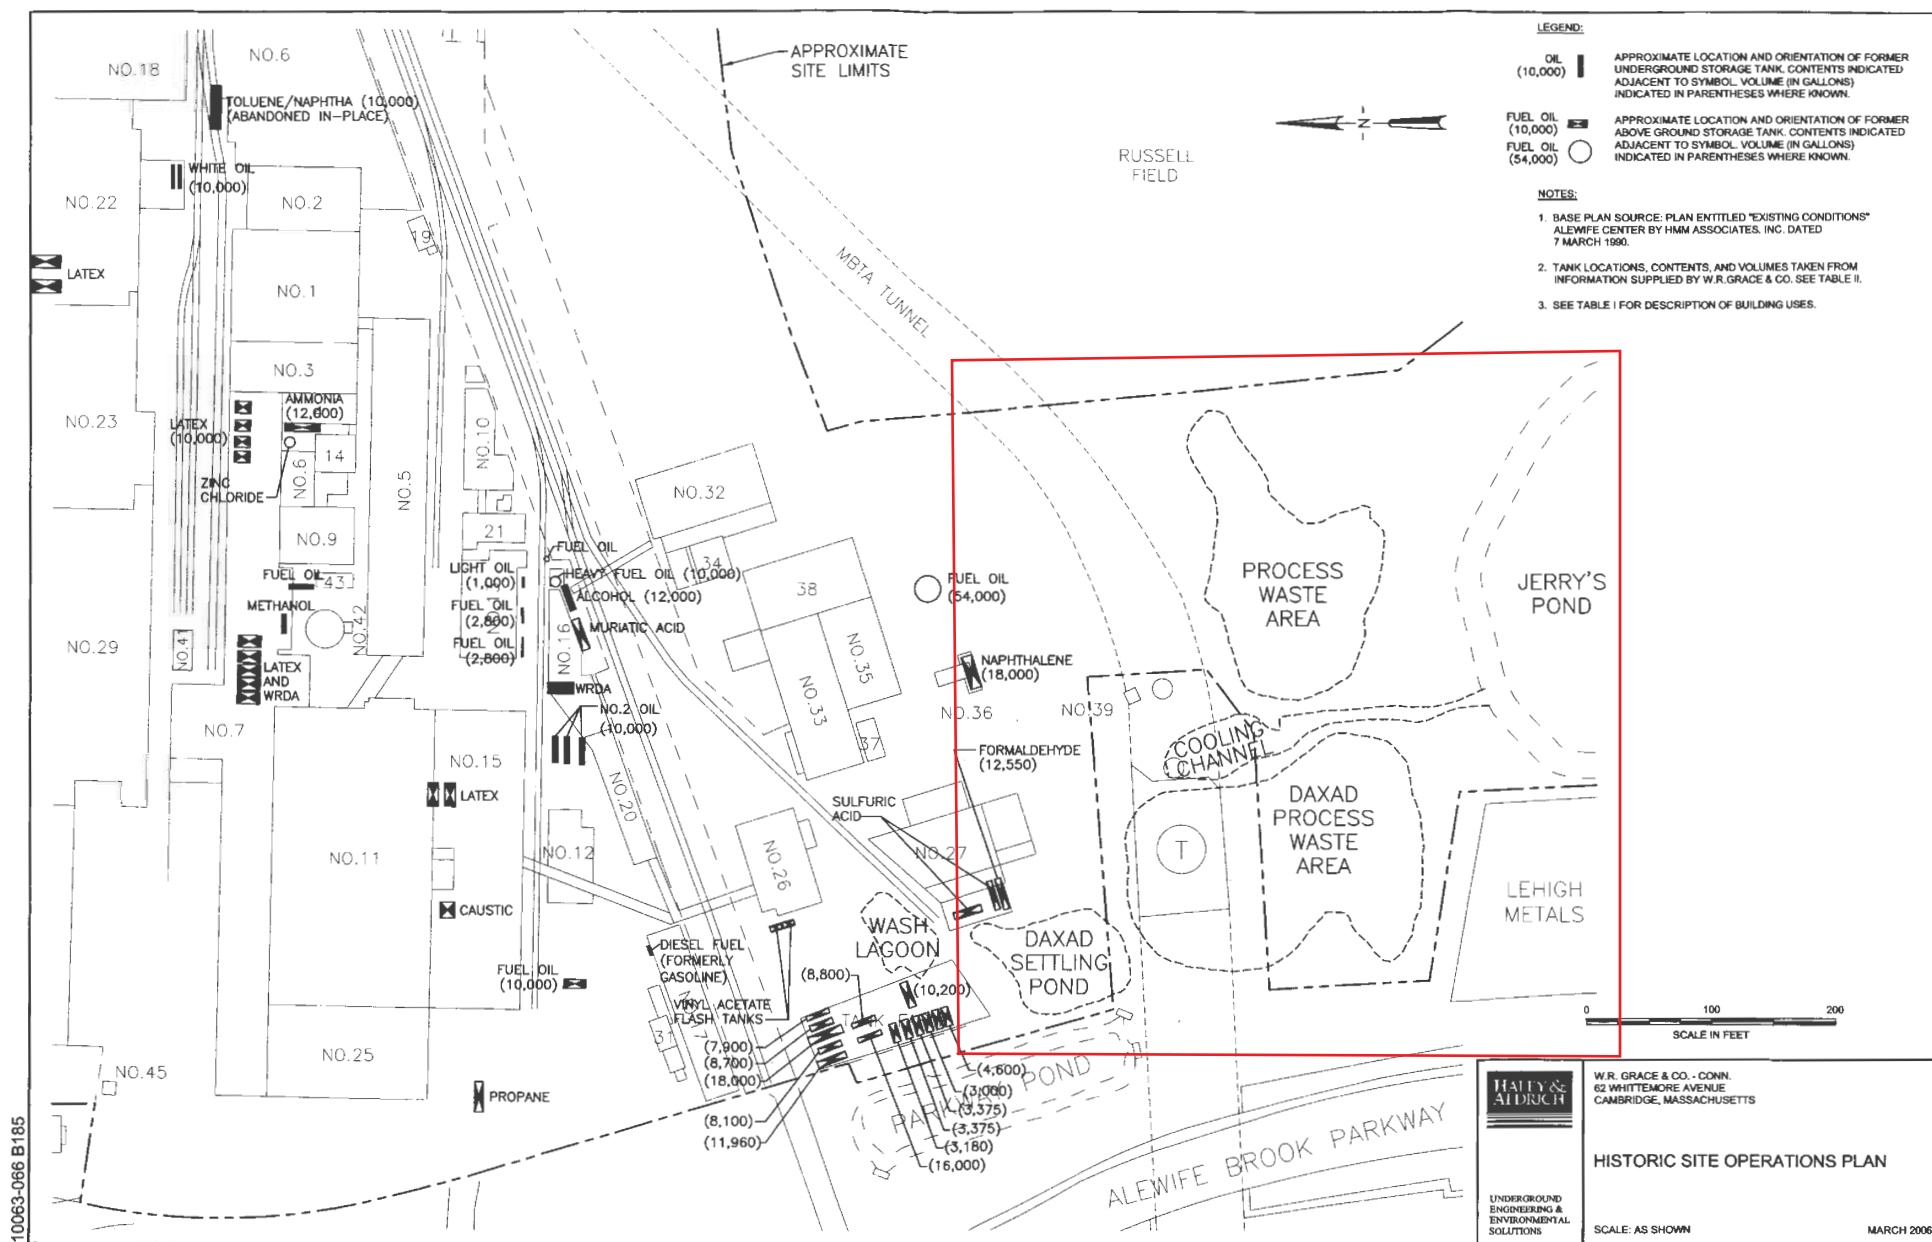 LEGEND:
OIL
(10,000)
APPROXIMATE LOCATION AND ORIENTATION OF FORMER
UNDERGROUND STORAGE TANK. CONTENTS INDICATED
ADJACENT TO SYMBOL. VOLUME (IN GALLONS)
INDICATED IN PARENTHESES WHERE KNOWN.
FUEL OIL
(10,000)
FUEL OIL
(54,000)
APPROXIMATE LOCATION AND ORIENTATION OF FORMER
ABOVE GROUND STORAGE TANK. CONTENTS INDICATED
ADJACENT TO SYMBOL. VOLUME (IN GALLONS)
INDICATED IN PARENTHESES WHERE KNOWN.
NOTES:
1. BASE PLAN SOURCE: PLAN ENTITLED "EXISTING CONDITIONS"
ALEWIFE CENTER BY HMM ASSOCIATES, INC. DATED
7 MARCH 1990.
2. TANK LOCATIONS, CONTENTS, AND VOLUMES TAKEN FROM
INFORMATION SUPPLIED BY W.R.GRACE & CO. SEE TABLE II.
3. SEE TABLE I FOR DESCRIPTION OF BUILDING USES.
APPROXIMATE
SITE LIMITS
N
RUSSELL
FIELD
MBTA TUNNEL
NO.18
NO.6
TOLUENE/NAPHTHA (10,000)
(ABANDONED IN-PLACE)
WHITE OIL
(10,000)
NO.22
NO.2
19
LATEX
NO.1
NO.3
NO.23
AMMONIA
(12,000)
LATEX
(10,000)
14
NO.6
ZINC
CHLORIDE
NO.5
NO.10
NO.9
21
NO.32
34
38
FUEL OIL
43
METHANOL
NO.42
NO.41
NO.29
LATEX
AND
WRDA
NO.7
FUEL OIL
LIGHT OIL
(1,000)
HEAVY FUEL OIL (10,000)
ALCOHOL (12,000)
FUEL OIL
(2,800)
MURIATIC ACID
FUEL OIL
(2,800)
NO.16
WRDA
NO.2 OIL
(10,000)
NO.35
NO.33
37
FUEL OIL
(54,000)
NAPHTHALENE
(18,000)
NO.36
NO.39
FORMALDEHYDE
(12,550)
PROCESS
WASTE
AREA
JERRY'S
POND
COOLING
CHANNEL
DAXAD
PROCESS
WASTE
AREA
T
LEHIGH
METALS
NO.15
LATEX
NO.20
NO.11
NO.12
NO.26
SULFURIC
ACID
NO.27
CAUSTIC
WASH
LAGOON
DAXAD
SETTLING
POND
DIESEL FUEL
(FORMERLY
GASOLINE)
FUEL OIL
(10,000)
VINYL ACETATE
FLASH TANKS
(8,800)
(10,200)
31
(7,900)
(8,700)
(18,000)
(8,100)
(11,960)
(4,600)
(3,000)
(3,375)
(3,375)
(3,180)
(16,000)
NO.25
NO.45
PROPANE
PARKWAY POND
ALEWIFE BROOK PARKWAY
0 100 200
SCALE IN FEET
HALEY &
ALDRICH
UNDERGROUND
ENGINEERING &
ENVIRONMENTAL
SOLUTIONS
W.R. GRACE & CO. - CONN.
62 WHITTEMORE AVENUE
CAMBRIDGE, MASSACHUSETTS
HISTORIC SITE OPERATIONS PLAN
SCALE: AS SHOWN MARCH 2006
10063-066 B185